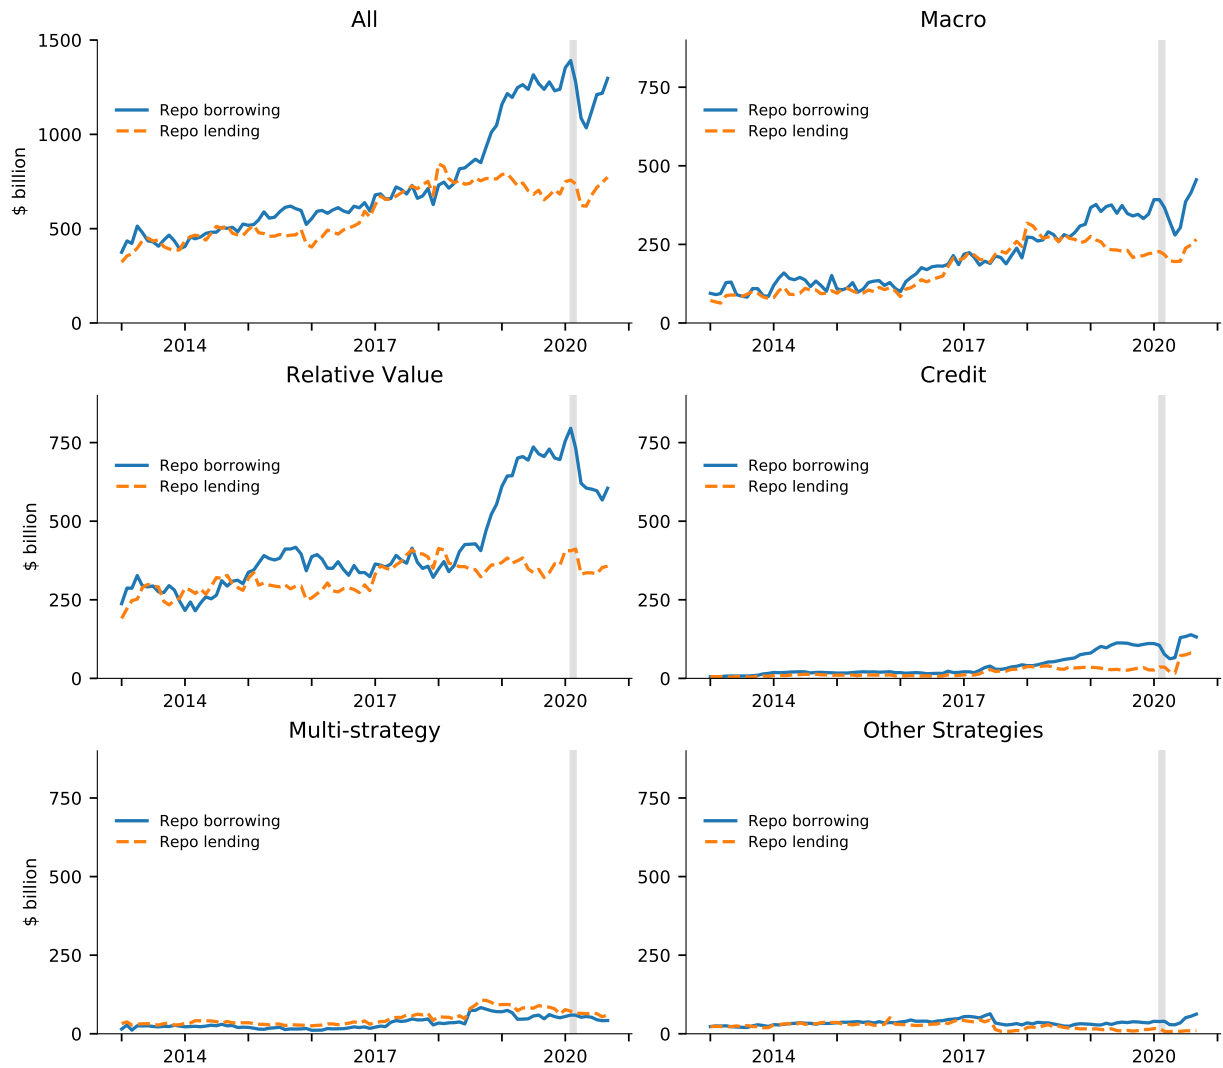 All
$ billion
1500
1000
500
0
Repo borrowing
Repo lending
2014
2017
2020
Macro
750
500
250
0
Repo borrowing
Repo lending
2014
2017
2020
Relative Value
$ billion
750
500
250
0
Repo borrowing
Repo lending
2014
2017
2020
Credit
750
500
250
0
Repo borrowing
Repo lending
2014
2017
2020
Multi-strategy
$ billion
750
500
250
0
Repo borrowing
Repo lending
2014
2017
2020
Other Strategies
750
500
250
0
Repo borrowing
Repo lending
2014
2017
2020